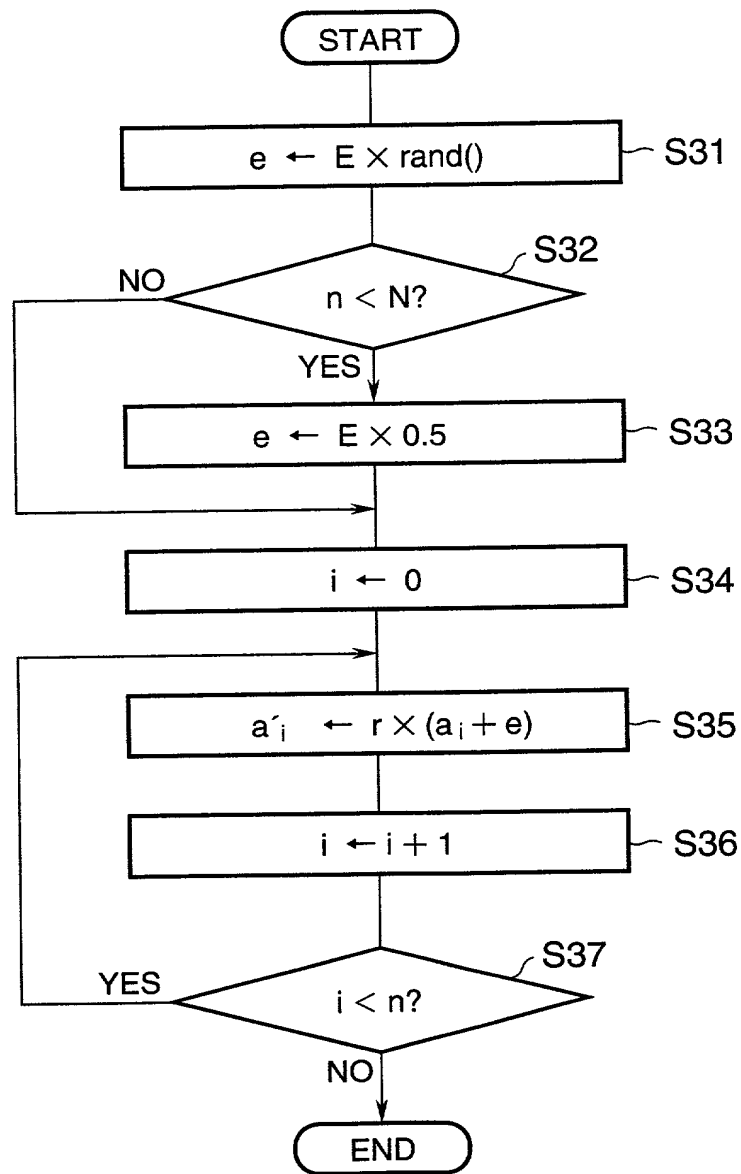 START
e ← E × rand()
S31
S32
NO
n < N?
YES
e ← E × 0.5
S33
i ← 0
S34
a´i ← r × (ai + e)
S35
i ← i + 1
S36
S37
YES
i < n?
NO
END